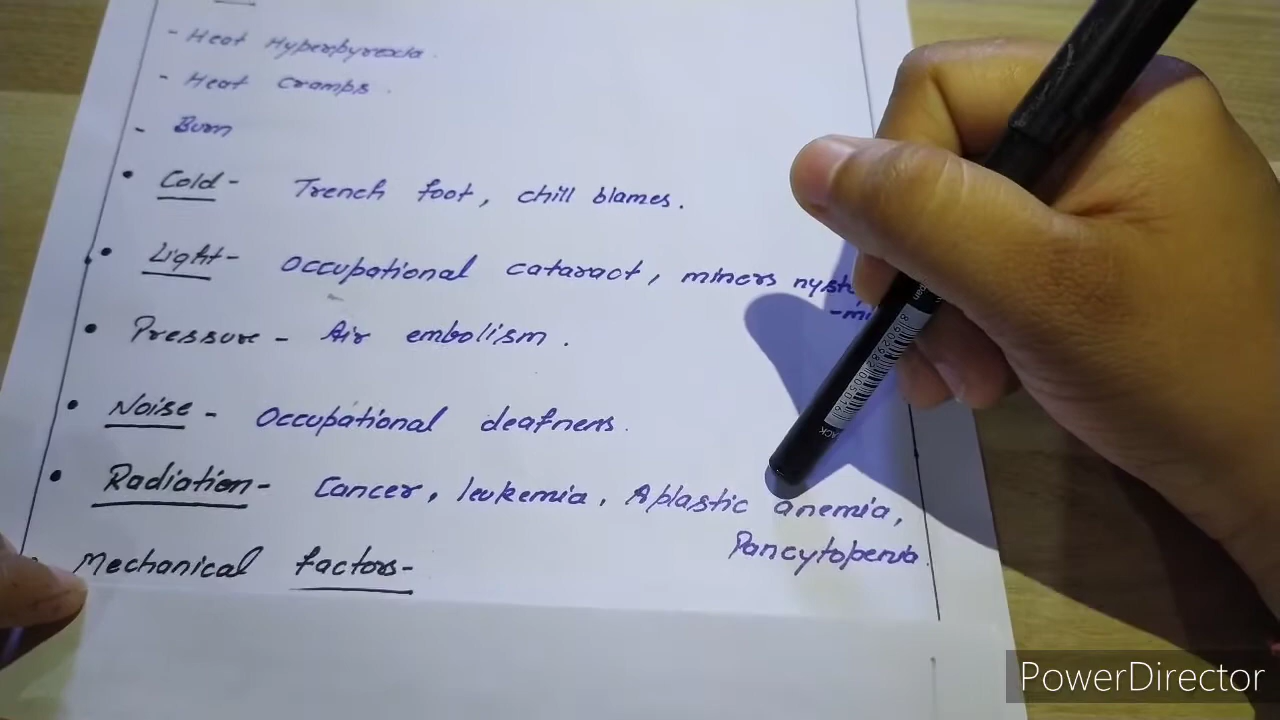 - Heat Hyperpyrexia.
- Heat Cramps.
- Burn
• Cold - Trench foot, chill blames.
• Light - Occupational cataract, miners nyst
-m
• Pressure - Air embolism.
• Noise - Occupational deafness.
• Radiation - Cancer, leukemia, Aplastic anemia,
Pancytopenia.
Mechanical factors -
8902982005016
PowerDirector